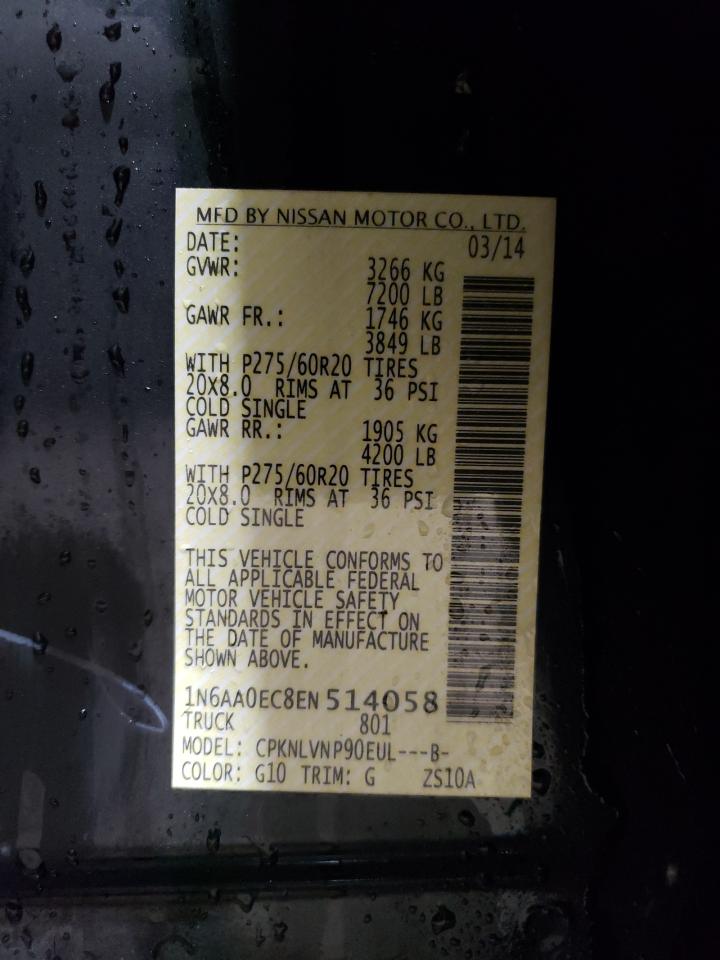 MFD BY NISSAN MOTOR CO., LTD.
DATE: 03/14
GVWR: 3266 KG
7200 LB
GAWR FR.: 1746 KG
3849 LB
WITH P275/60R20 TIRES
20X8.0 RIMS AT 36 PSI
COLD SINGLE
GAWR RR.: 1905 KG
4200 LB
WITH P275/60R20 TIRES
20X8.0 RIMS AT 36 PSI
COLD SINGLE
THIS VEHICLE CONFORMS TO
ALL APPLICABLE FEDERAL
MOTOR VEHICLE SAFETY
STANDARDS IN EFFECT ON
THE DATE OF MANUFACTURE
SHOWN ABOVE.
1N6AA0EC8EN514058
TRUCK 801
MODEL: CPKNLVNP90EUL---B-
COLOR: G10 TRIM: G ZS10A